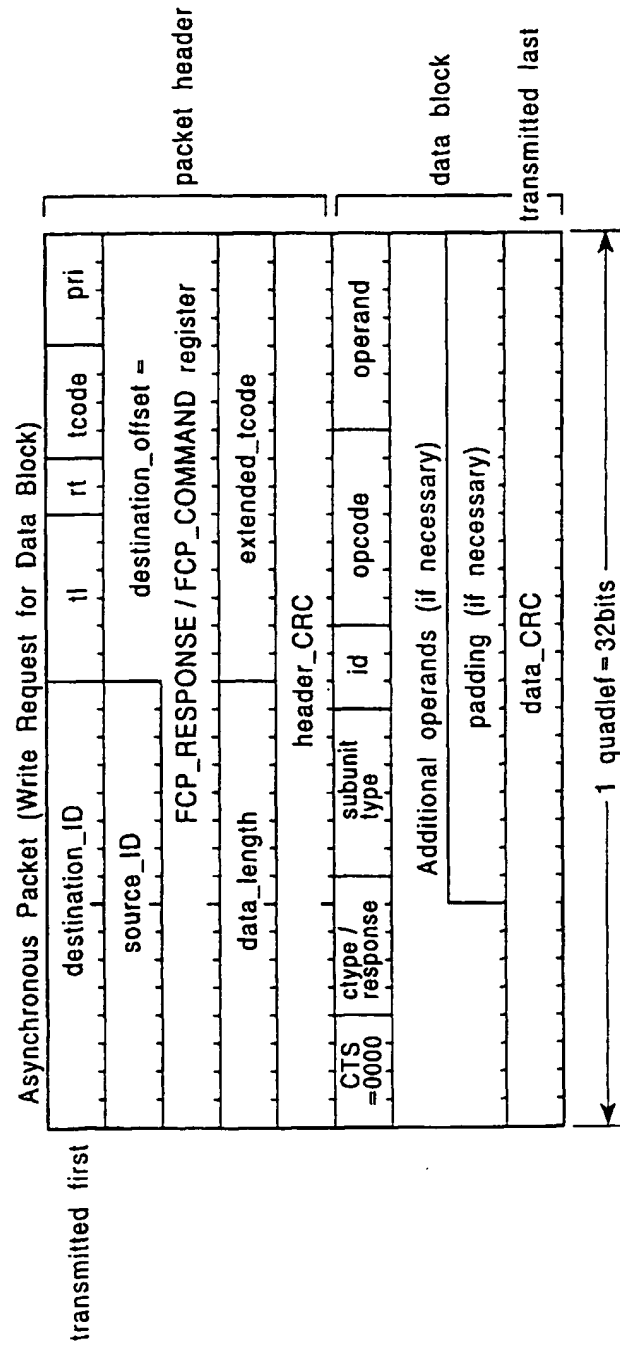 Asynchronous Packet (Write Request for Data Block)
transmitted first
destination_ID tl rt tcode pri
source_ID destination_offset =
FCP_RESPONSE / FCP_COMMAND register
data_length extended_tcode
header_CRC
packet header
CTS =0000 ctype / response subunit type id opcode operand
Additional operands (if necessary)
padding (if necessary)
data_CRC
data block
transmitted last
1 quadlef = 32bits